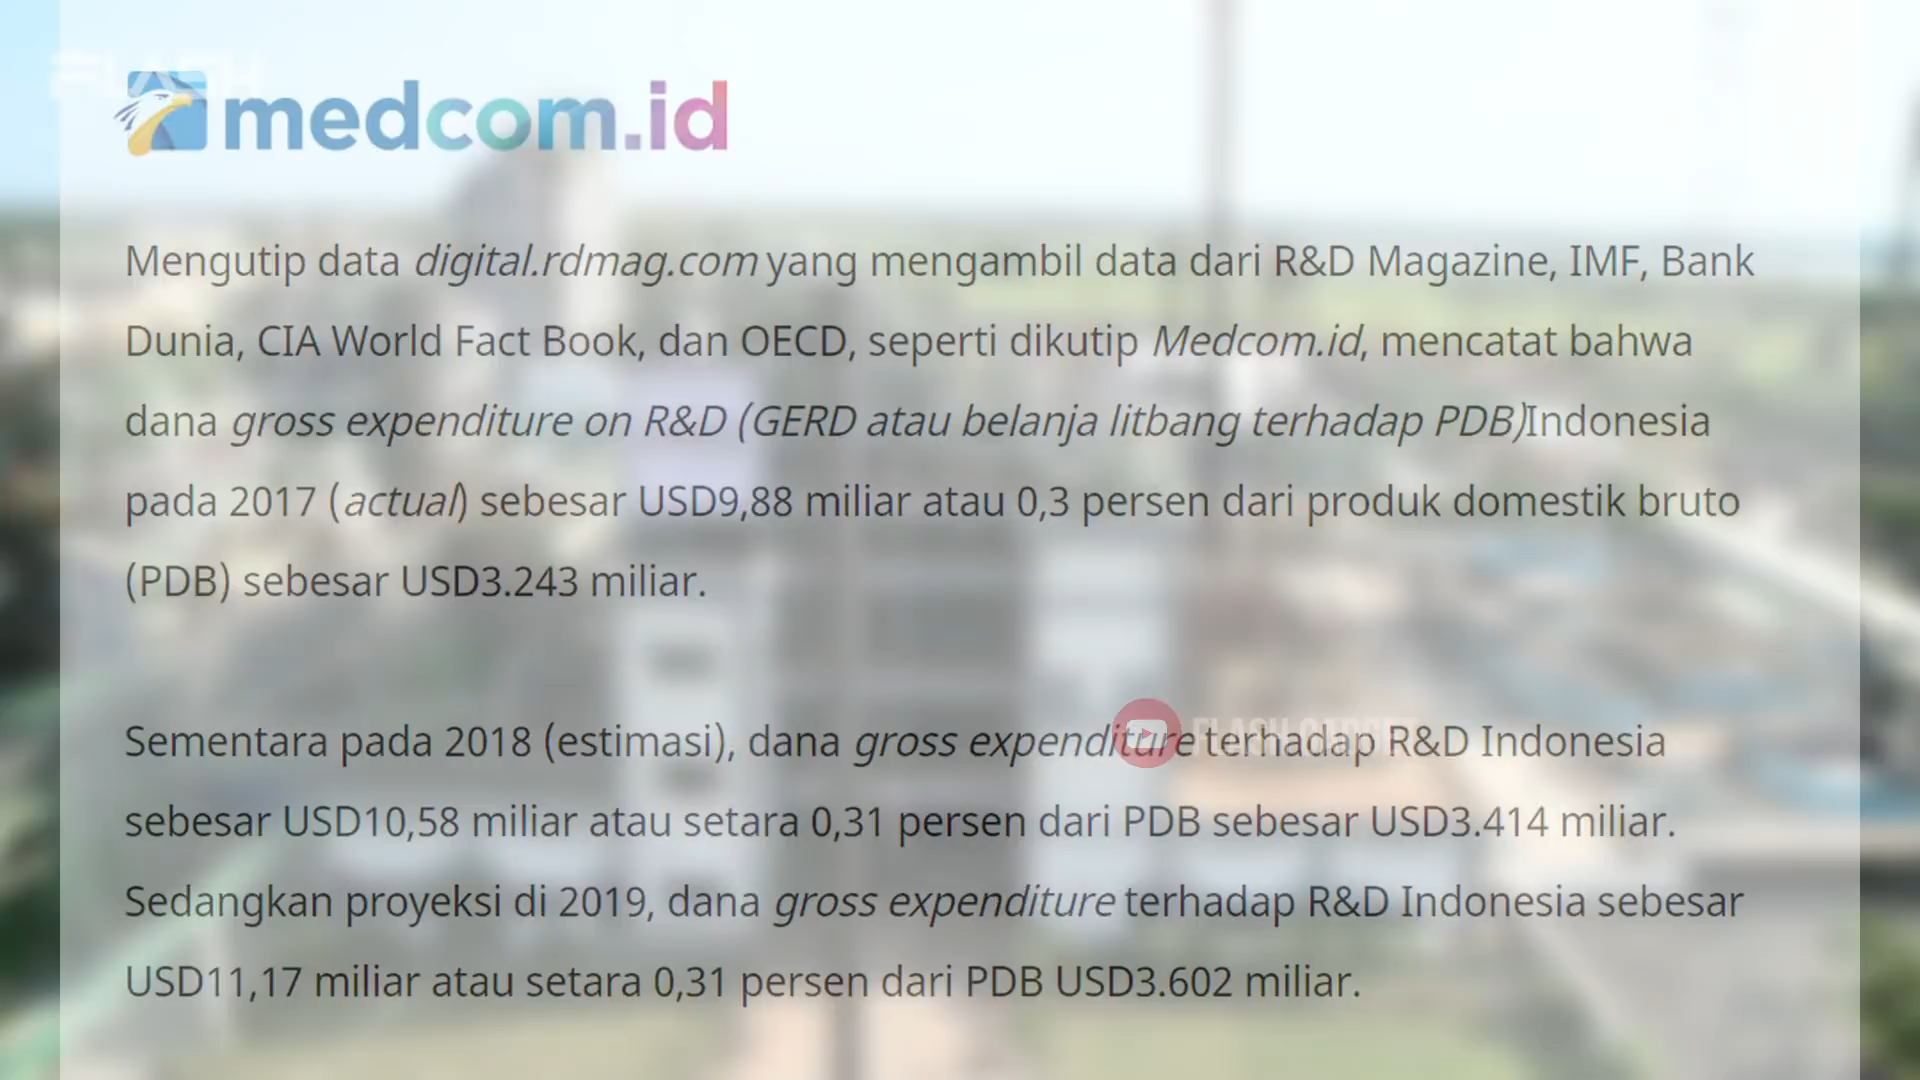 FLASH
medcom.id
Mengutip data digital.rdmag.com yang mengambil data dari R&D Magazine, IMF, Bank
Dunia, CIA World Fact Book, dan OECD, seperti dikutip Medcom.id, mencatat bahwa
dana gross expenditure on R&D (GERD atau belanja litbang terhadap PDB)Indonesia
pada 2017 (actual) sebesar USD9,88 miliar atau 0,3 persen dari produk domestik bruto
(PDB) sebesar USD3.243 miliar.
Sementara pada 2018 (estimasi), dana gross expenditure terhadap R&D Indonesia
FLASH GADGET
sebesar USD10,58 miliar atau setara 0,31 persen dari PDB sebesar USD3.414 miliar.
Sedangkan proyeksi di 2019, dana gross expenditure terhadap R&D Indonesia sebesar
USD11,17 miliar atau setara 0,31 persen dari PDB USD3.602 miliar.